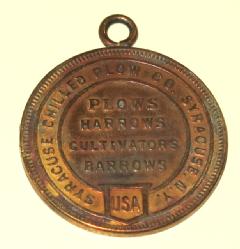 SYRACUSE CHILLED PLOW CO. SYRACUSE, N.Y.
PLOWS
HARROWS
CULTIVATORS
BARROWS
USA